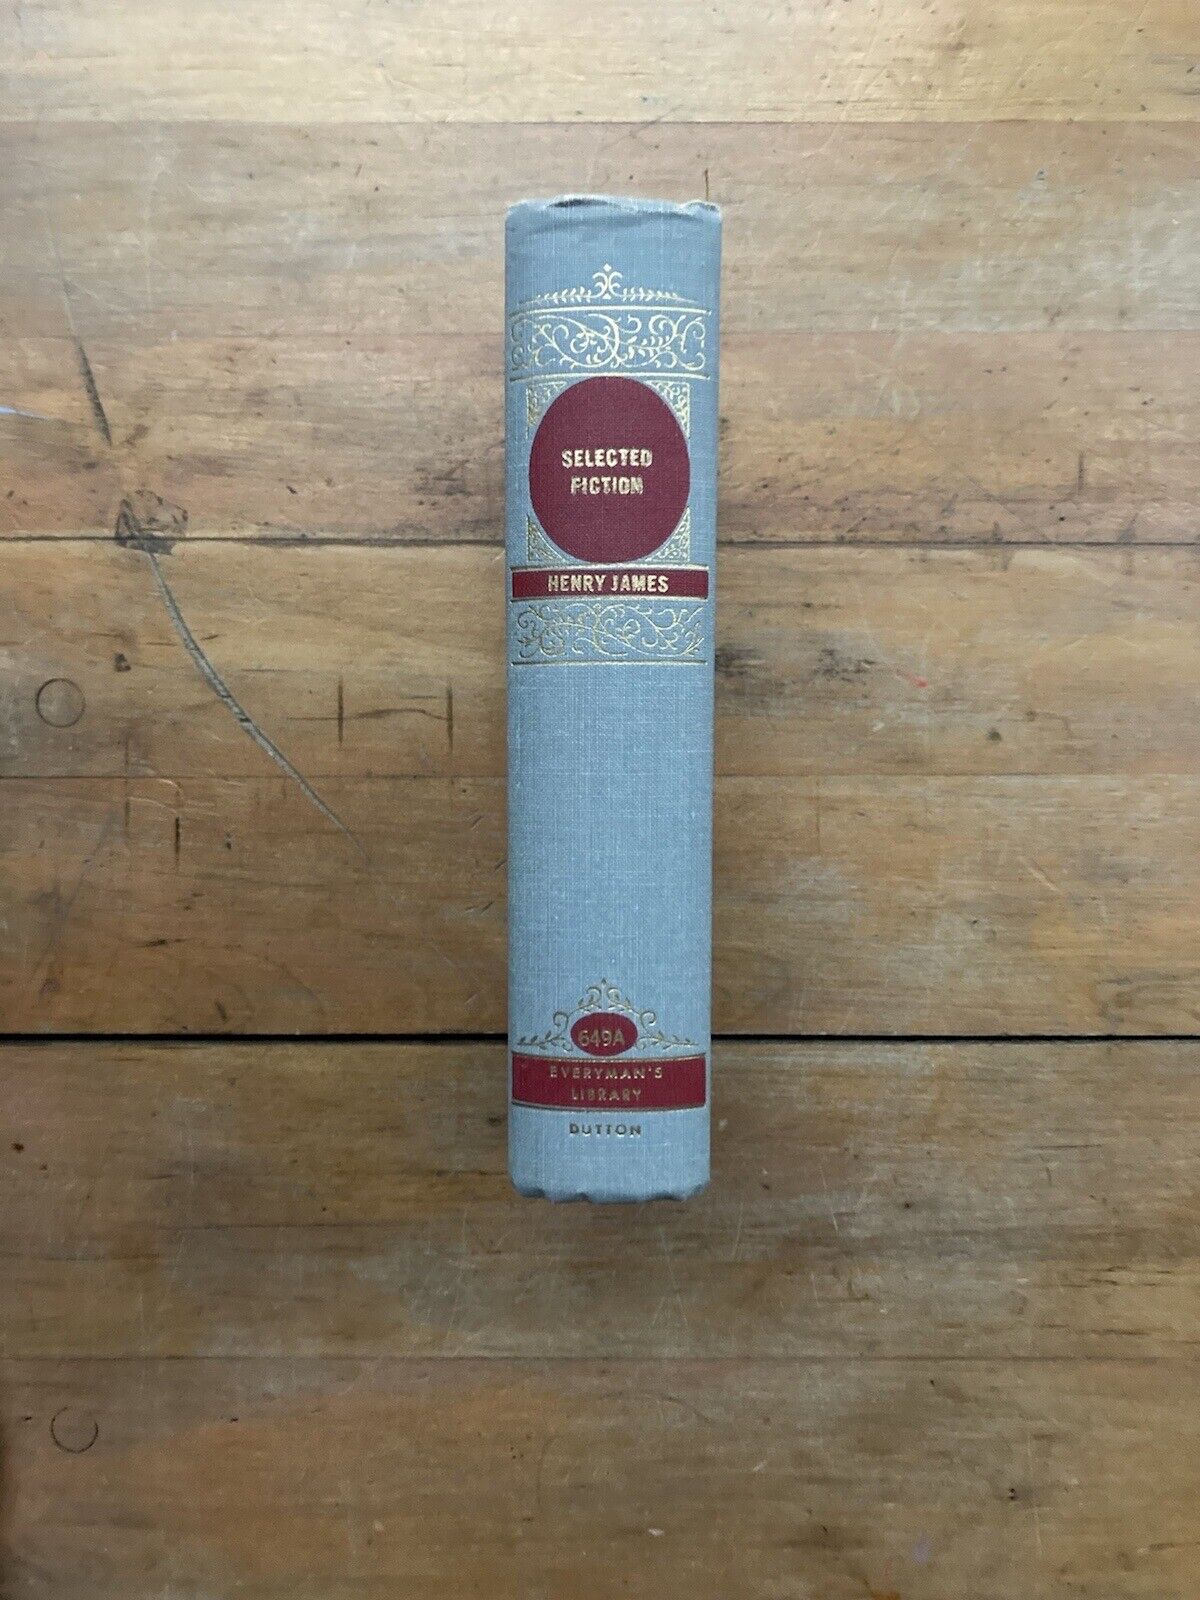 SELECTED
FICTION
HENRY JAMES
649A
EVERYMAN'S
LIBRARY
DUTTON